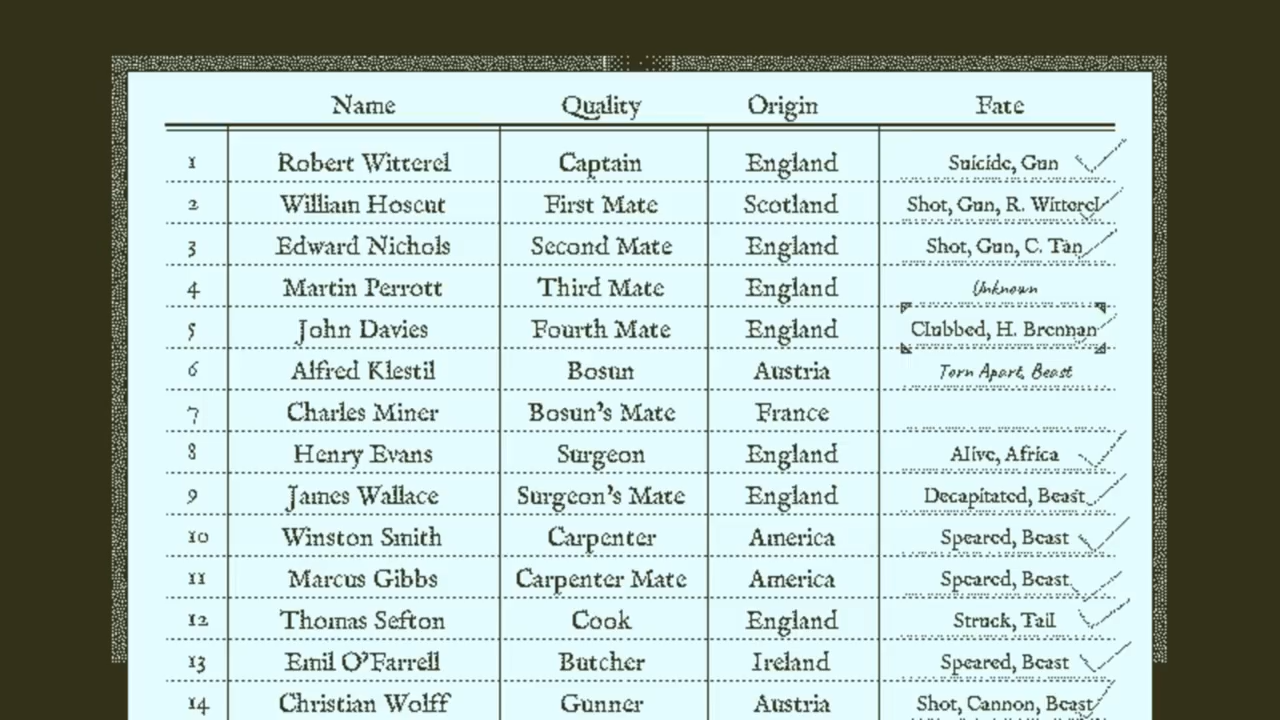 Name Quality Origin Fate
1 Robert Witterel Captain England Suicide, Gun
2 William Hoscut First Mate Scotland Shot, Gun, R. Witterel
3 Edward Nichols Second Mate England Shot, Gun, C. Tan
4 Martin Perrott Third Mate England Unknown
5 John Davies Fourth Mate England Clubbed, H. Brennan
6 Alfred Klestil Bosun Austria Torn Apart, Beast
7 Charles Miner Bosun's Mate France
8 Henry Evans Surgeon England Alive, Africa
9 James Wallace Surgeon's Mate England Decapitated, Beast
10 Winston Smith Carpenter America Speared, Beast
11 Marcus Gibbs Carpenter Mate America Speared, Beast
12 Thomas Sefton Cook England Struck, Tail
13 Emil O'Farrell Butcher Ireland Speared, Beast
14 Christian Wolff Gunner Austria Shot, Cannon, Beast